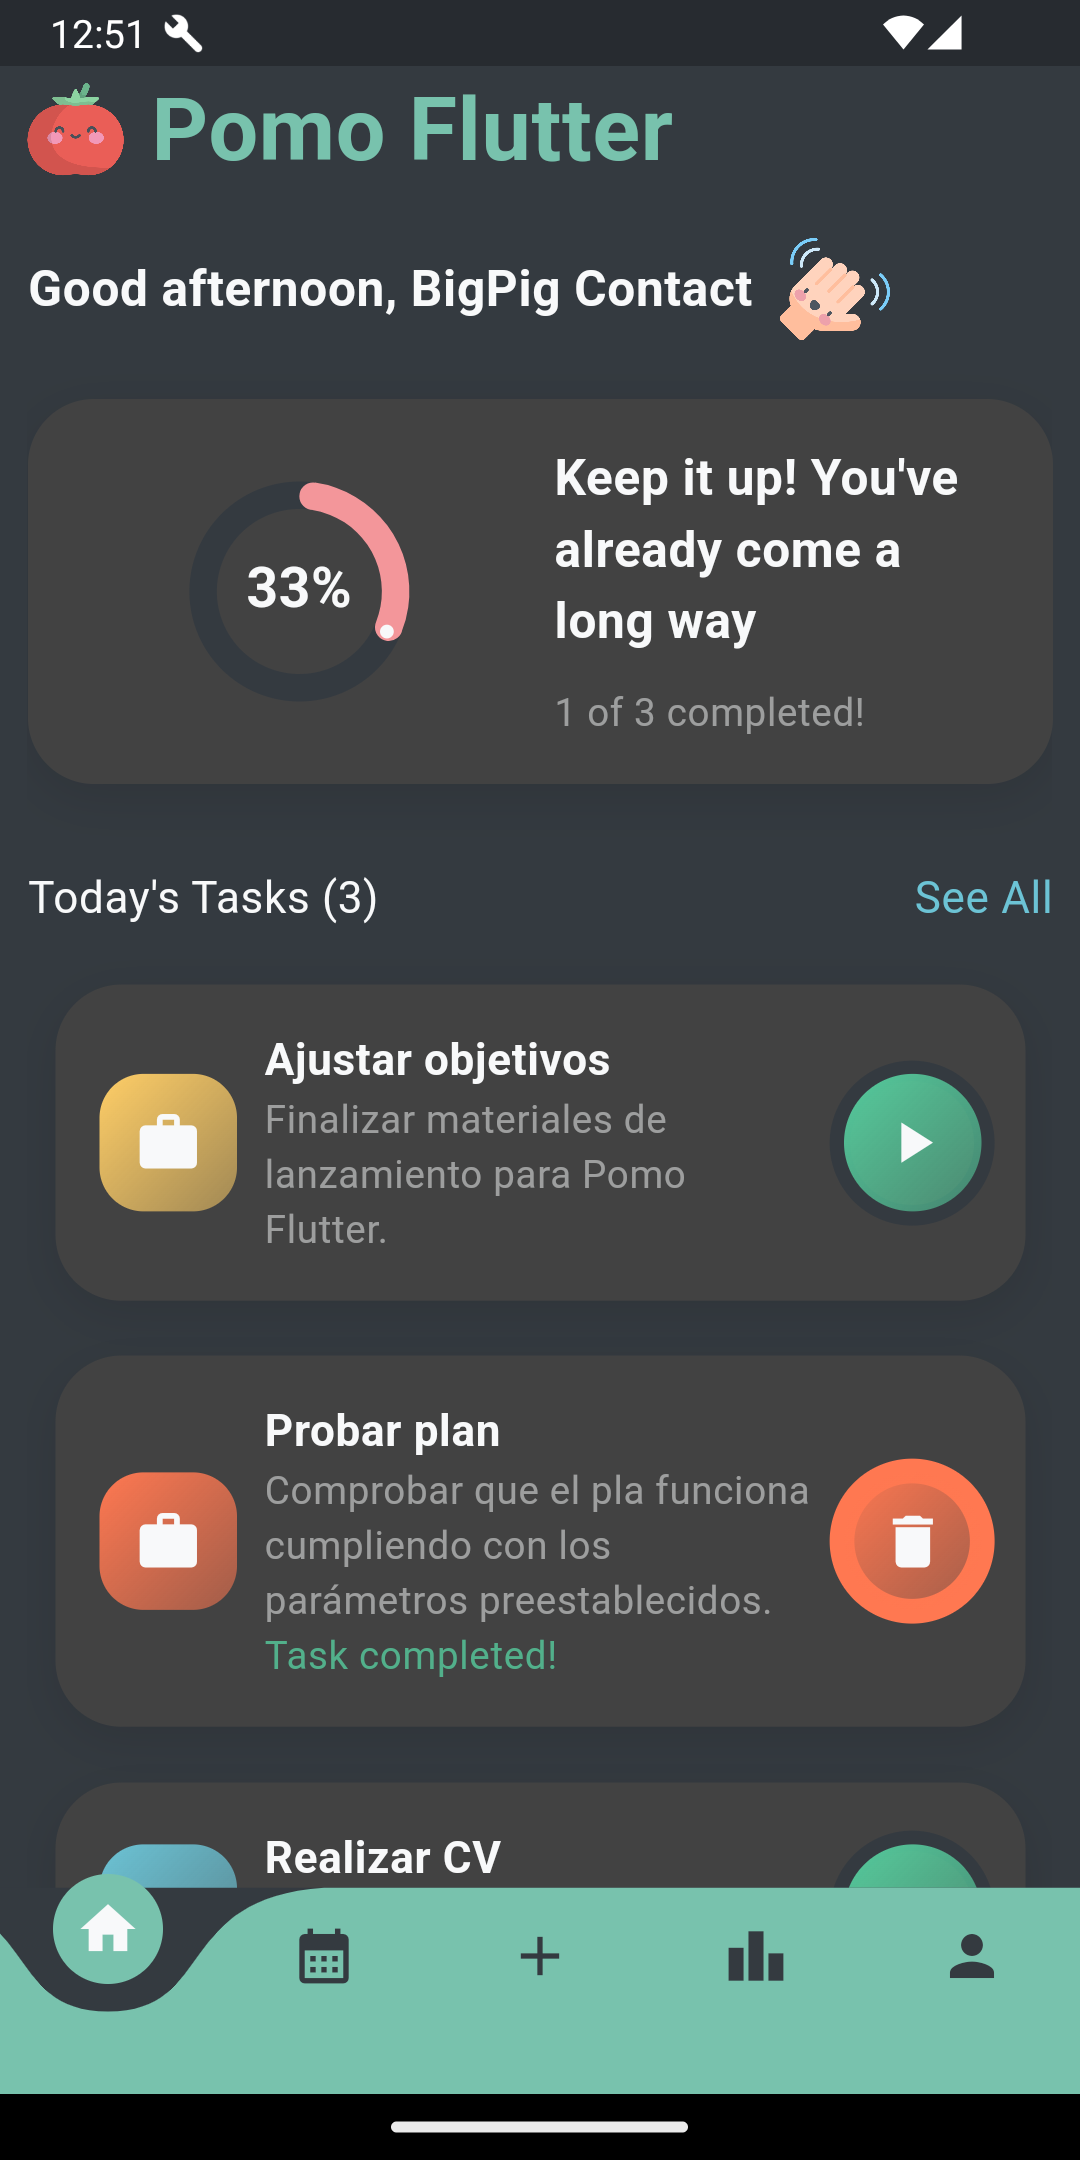 12:51
Pomo Flutter
Good afternoon, BigPig Contact
33%
Keep it up! You've
already come a
long way
1 of 3 completed!
Today's Tasks (3)
See All
Ajustar objetivos
Finalizar materiales de
lanzamiento para Pomo
Flutter.
Probar plan
Comprobar que el pla funciona
cumpliendo con los
parámetros preestablecidos.
Task completed!
Realizar CV